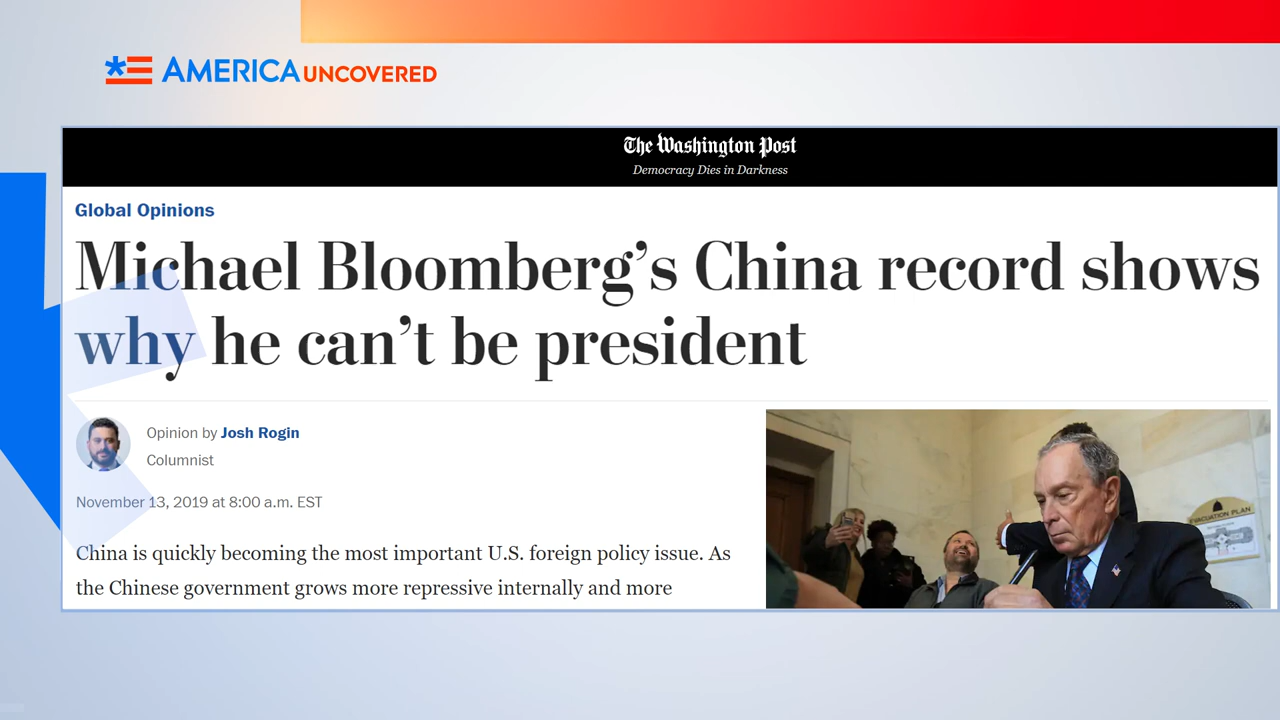 AMERICA UNCOVERED
The Washington Post
Democracy Dies in Darkness
Global Opinions
Michael Bloomberg’s China record shows
why he can’t be president
Opinion by Josh Rogin
Columnist
November 13, 2019 at 8:00 a.m. EST
China is quickly becoming the most important U.S. foreign policy issue. As
the Chinese government grows more repressive internally and more
EVACUATION PLAN